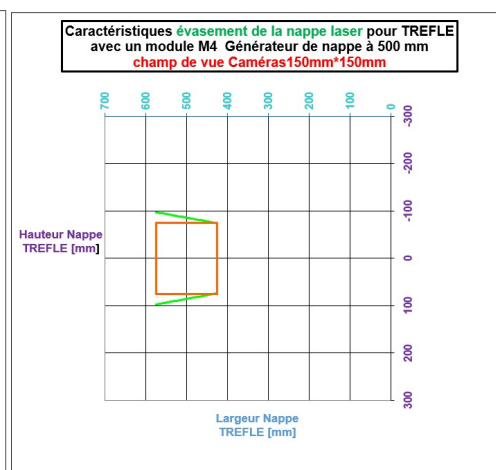 Caractéristiques évasement de la nappe laser pour TREFLE
avec un module M4 Générateur de nappe à 500 mm
champ de vue Caméras150mm*150mm
700 600 500 400 300 200 100 0
-300
-200
-100
0
100
200
300
Hauteur Nappe
TREFLE [mm]
Largeur Nappe
TREFLE [mm]